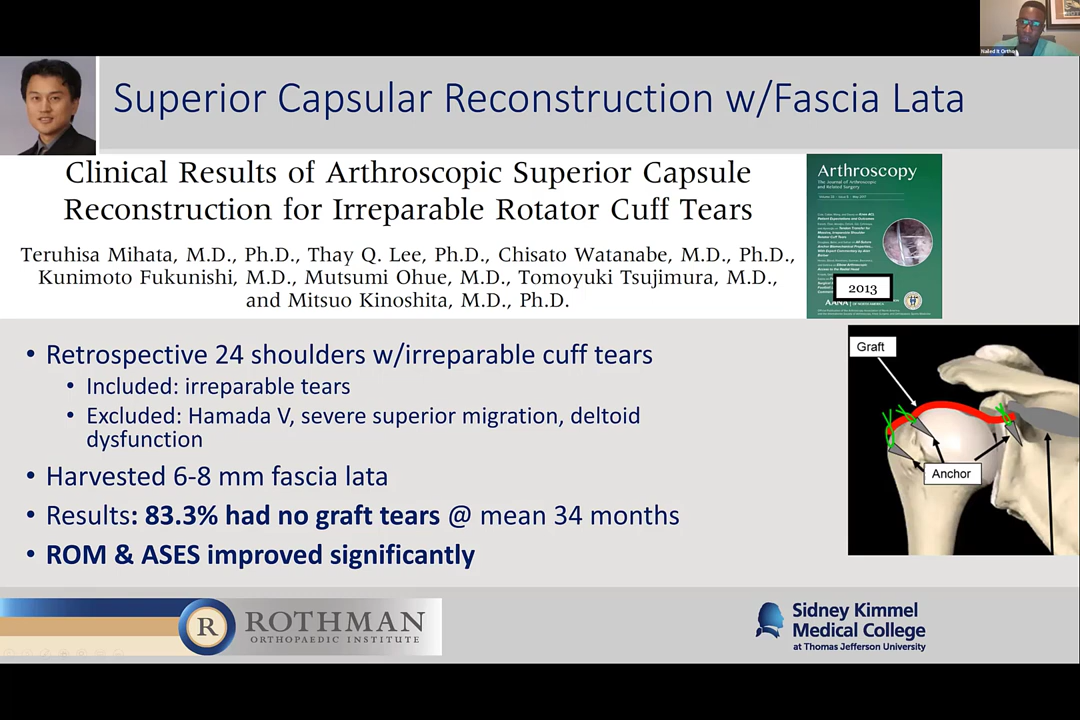 Nailed It Ortho
Superior Capsular Reconstruction w/Fascia Lata
Clinical Results of Arthroscopic Superior Capsule
Reconstruction for Irreparable Rotator Cuff Tears
Teruhisa Mihata, M.D., Ph.D., Thay Q. Lee, Ph.D., Chisato Watanabe, M.D., Ph.D.,
Kunimoto Fukunishi, M.D., Mutsumi Ohue, M.D., Tomoyuki Tsujimura, M.D.,
and Mitsuo Kinoshita, M.D., Ph.D.
Arthroscopy
The Journal of Arthroscopic
and Related Surgery
2013
AANA
• Retrospective 24 shoulders w/irreparable cuff tears
• Included: irreparable tears
• Excluded: Hamada V, severe superior migration, deltoid
dysfunction
• Harvested 6-8 mm fascia lata
• Results: 83.3% had no graft tears @ mean 34 months
• ROM & ASES improved significantly
Graft
Anchor
R
ROTHMAN
ORTHOPAEDIC INSTITUTE
Sidney Kimmel
Medical College
at Thomas Jefferson University